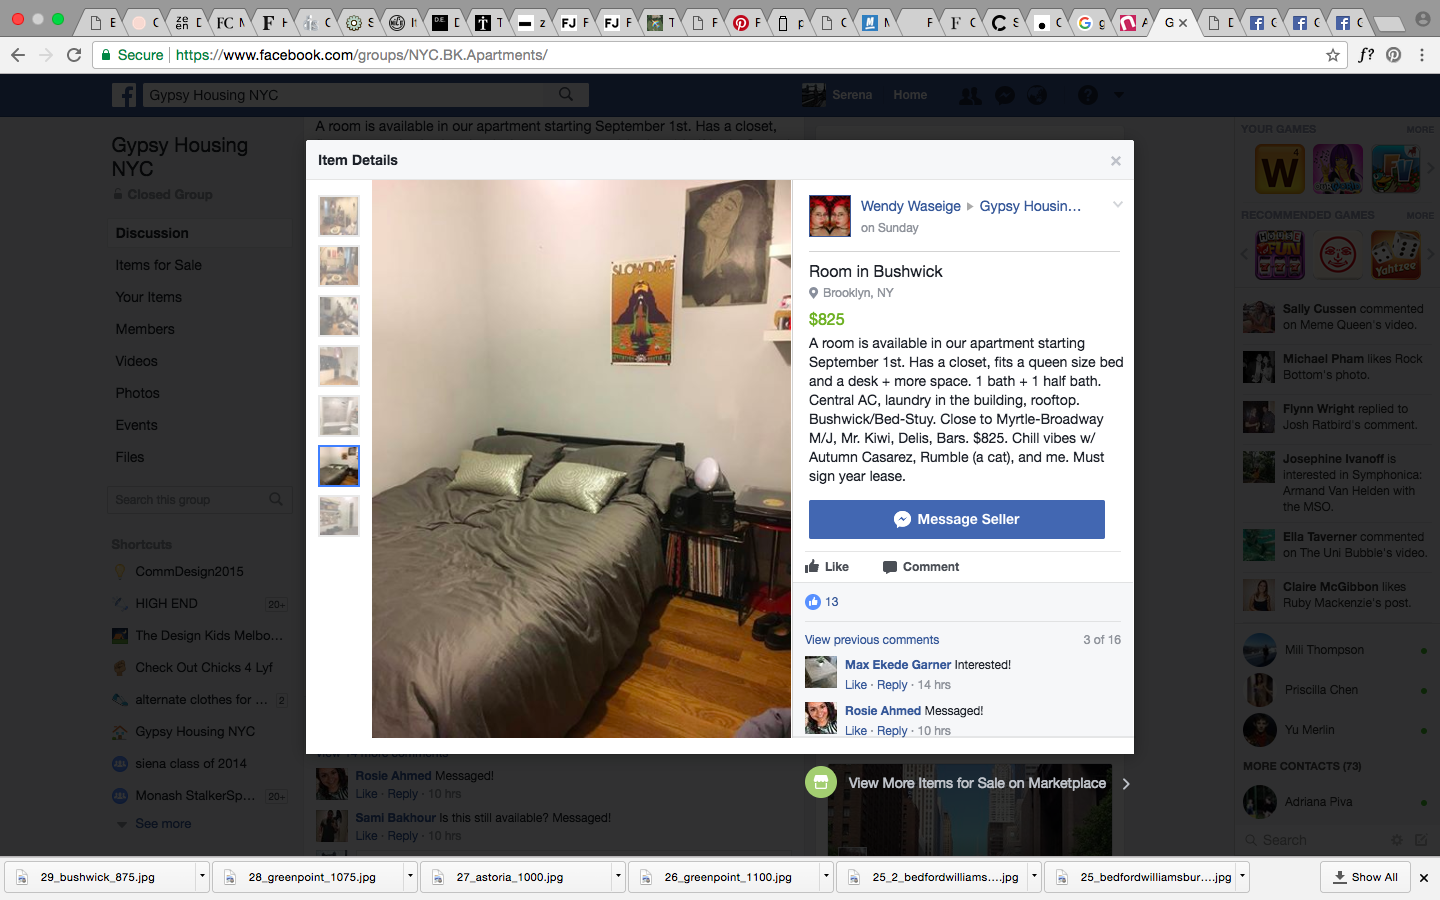 Secure
https://www.facebook.com/groups/NYC.BK.Apartments/
Gypsy Housing NYC
Serena
Home
Gypsy Housing
NYC
Closed Group
Discussion
Items for Sale
Your Items
Members
Videos
Photos
Events
Files
Search this group
Shortcuts
CommDesign2015
HIGH END 20+
The Design Kids Melbo...
Check Out Chicks 4 Lyf
alternate clothes for ... 2
Gypsy Housing NYC
siena class of 2014
Monash StalkerSp... 20+
See more
A room is available in our apartment starting September 1st. Has a closet,
Item Details
SLOWDIVE
Wendy Waseige
Gypsy Housin...
on Sunday
Room in Bushwick
Brooklyn, NY
$825
A room is available in our apartment starting
September 1st. Has a closet, fits a queen size bed
and a desk + more space. 1 bath + 1 half bath.
Central AC, laundry in the building, rooftop.
Bushwick/Bed-Stuy. Close to Myrtle-Broadway
M/J, Mr. Kiwi, Delis, Bars. $825. Chill vibes w/
Autumn Casarez, Rumble (a cat), and me. Must
sign year lease.
Message Seller
Like
Comment
13
View previous comments
3 of 16
Max Ekede Garner Interested!
Like · Reply · 14 hrs
Rosie Ahmed Messaged!
Like · Reply · 10 hrs
Rosie Ahmed Messaged!
Like · Reply · 10 hrs
Sami Bakhour Is this still available? Messaged!
Like · Reply · 10 hrs
View More Items for Sale on Marketplace
YOUR GAMES
MORE
RECOMMENDED GAMES
MORE
Yahtzee
Sally Cussen commented
on Meme Queen's video.
Michael Pham likes Rock
Bottom's photo.
Flynn Wright replied to
Josh Ratbird's comment.
Josephine Ivanoff is
interested in Symphonica:
Armand Van Helden with
the MSO.
Ella Taverner commented
on The Uni Bubble's video.
Claire McGibbon likes
Ruby Mackenzie's post.
Mill Thompson
Priscilla Chen
Yu Merlin
MORE CONTACTS (73)
Adriana Piva
Search
29_bushwick_875.jpg
28_greenpoint_1075.jpg
27_astoria_1000.jpg
26_greenpoint_1100.jpg
25_2_bedfordwilliams....jpg
25_bedfordwilliamsbur....jpg
Show All